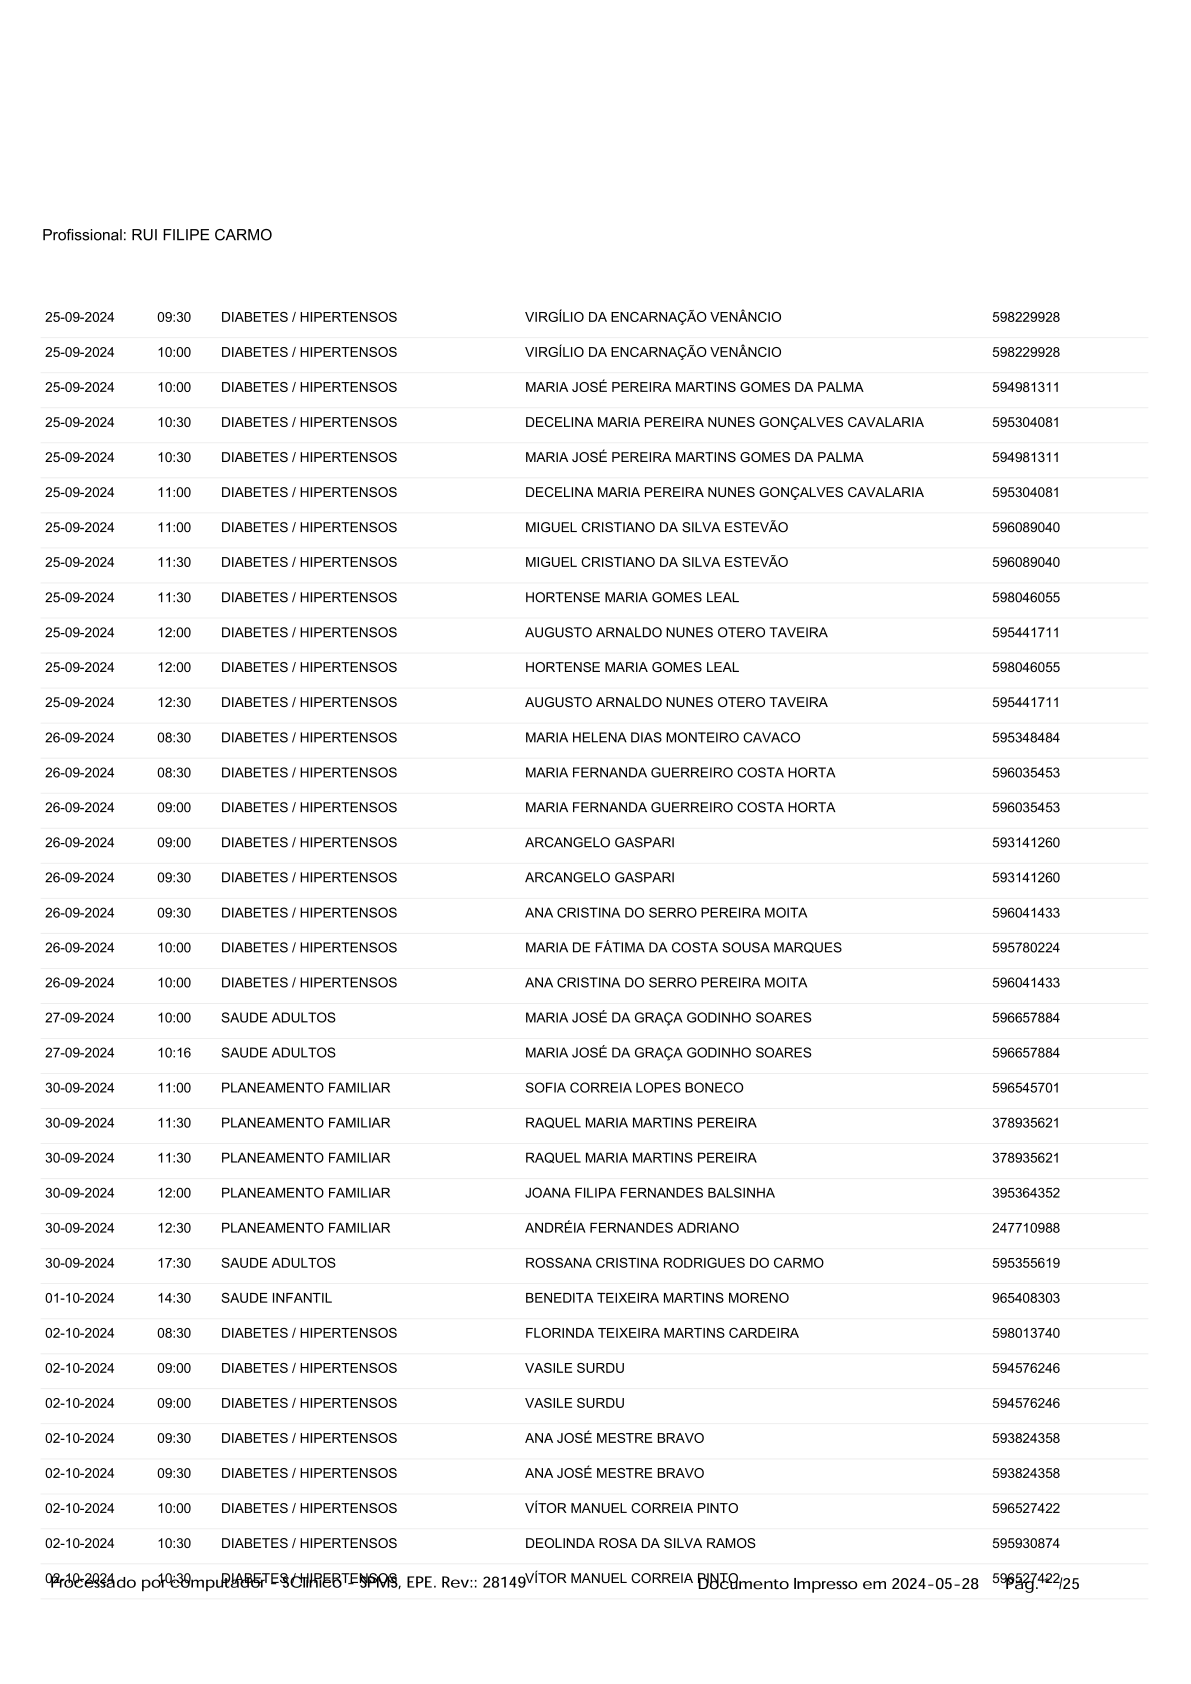 Profissional: RUI FILIPE CARMO
25-09-2024 09:30 DIABETES / HIPERTENSOS VIRGÍLIO DA ENCARNAÇÃO VENÂNCIO 598229928
25-09-2024 10:00 DIABETES / HIPERTENSOS VIRGÍLIO DA ENCARNAÇÃO VENÂNCIO 598229928
25-09-2024 10:00 DIABETES / HIPERTENSOS MARIA JOSÉ PEREIRA MARTINS GOMES DA PALMA 594981311
25-09-2024 10:30 DIABETES / HIPERTENSOS DECELINA MARIA PEREIRA NUNES GONÇALVES CAVALARIA 595304081
25-09-2024 10:30 DIABETES / HIPERTENSOS MARIA JOSÉ PEREIRA MARTINS GOMES DA PALMA 594981311
25-09-2024 11:00 DIABETES / HIPERTENSOS DECELINA MARIA PEREIRA NUNES GONÇALVES CAVALARIA 595304081
25-09-2024 11:00 DIABETES / HIPERTENSOS MIGUEL CRISTIANO DA SILVA ESTEVÃO 596089040
25-09-2024 11:30 DIABETES / HIPERTENSOS MIGUEL CRISTIANO DA SILVA ESTEVÃO 596089040
25-09-2024 11:30 DIABETES / HIPERTENSOS HORTENSE MARIA GOMES LEAL 598046055
25-09-2024 12:00 DIABETES / HIPERTENSOS AUGUSTO ARNALDO NUNES OTERO TAVEIRA 595441711
25-09-2024 12:00 DIABETES / HIPERTENSOS HORTENSE MARIA GOMES LEAL 598046055
25-09-2024 12:30 DIABETES / HIPERTENSOS AUGUSTO ARNALDO NUNES OTERO TAVEIRA 595441711
26-09-2024 08:30 DIABETES / HIPERTENSOS MARIA HELENA DIAS MONTEIRO CAVACO 595348484
26-09-2024 08:30 DIABETES / HIPERTENSOS MARIA FERNANDA GUERREIRO COSTA HORTA 596035453
26-09-2024 09:00 DIABETES / HIPERTENSOS MARIA FERNANDA GUERREIRO COSTA HORTA 596035453
26-09-2024 09:00 DIABETES / HIPERTENSOS ARCANGELO GASPARI 593141260
26-09-2024 09:30 DIABETES / HIPERTENSOS ARCANGELO GASPARI 593141260
26-09-2024 09:30 DIABETES / HIPERTENSOS ANA CRISTINA DO SERRO PEREIRA MOITA 596041433
26-09-2024 10:00 DIABETES / HIPERTENSOS MARIA DE FÁTIMA DA COSTA SOUSA MARQUES 595780224
26-09-2024 10:00 DIABETES / HIPERTENSOS ANA CRISTINA DO SERRO PEREIRA MOITA 596041433
27-09-2024 10:00 SAUDE ADULTOS MARIA JOSÉ DA GRAÇA GODINHO SOARES 596657884
27-09-2024 10:16 SAUDE ADULTOS MARIA JOSÉ DA GRAÇA GODINHO SOARES 596657884
30-09-2024 11:00 PLANEAMENTO FAMILIAR SOFIA CORREIA LOPES BONECO 596545701
30-09-2024 11:30 PLANEAMENTO FAMILIAR RAQUEL MARIA MARTINS PEREIRA 378935621
30-09-2024 11:30 PLANEAMENTO FAMILIAR RAQUEL MARIA MARTINS PEREIRA 378935621
30-09-2024 12:00 PLANEAMENTO FAMILIAR JOANA FILIPA FERNANDES BALSINHA 395364352
30-09-2024 12:30 PLANEAMENTO FAMILIAR ANDRÉIA FERNANDES ADRIANO 247710988
30-09-2024 17:30 SAUDE ADULTOS ROSSANA CRISTINA RODRIGUES DO CARMO 595355619
01-10-2024 14:30 SAUDE INFANTIL BENEDITA TEIXEIRA MARTINS MORENO 965408303
02-10-2024 08:30 DIABETES / HIPERTENSOS FLORINDA TEIXEIRA MARTINS CARDEIRA 598013740
02-10-2024 09:00 DIABETES / HIPERTENSOS VASILE SURDU 594576246
02-10-2024 09:00 DIABETES / HIPERTENSOS VASILE SURDU 594576246
02-10-2024 09:30 DIABETES / HIPERTENSOS ANA JOSÉ MESTRE BRAVO 593824358
02-10-2024 09:30 DIABETES / HIPERTENSOS ANA JOSÉ MESTRE BRAVO 593824358
02-10-2024 10:00 DIABETES / HIPERTENSOS VÍTOR MANUEL CORREIA PINTO 596527422
02-10-2024 10:30 DIABETES / HIPERTENSOS DEOLINDA ROSA DA SILVA RAMOS 595930874
02-10-2024 10:30 DIABETES / HIPERTENSOS VÍTOR MANUEL CORREIA PINTO 596527422
Processado por computador - SClínico - SPMS, EPE. Rev:: 28149 Documento Impresso em 2024-05-28 Pág. /25